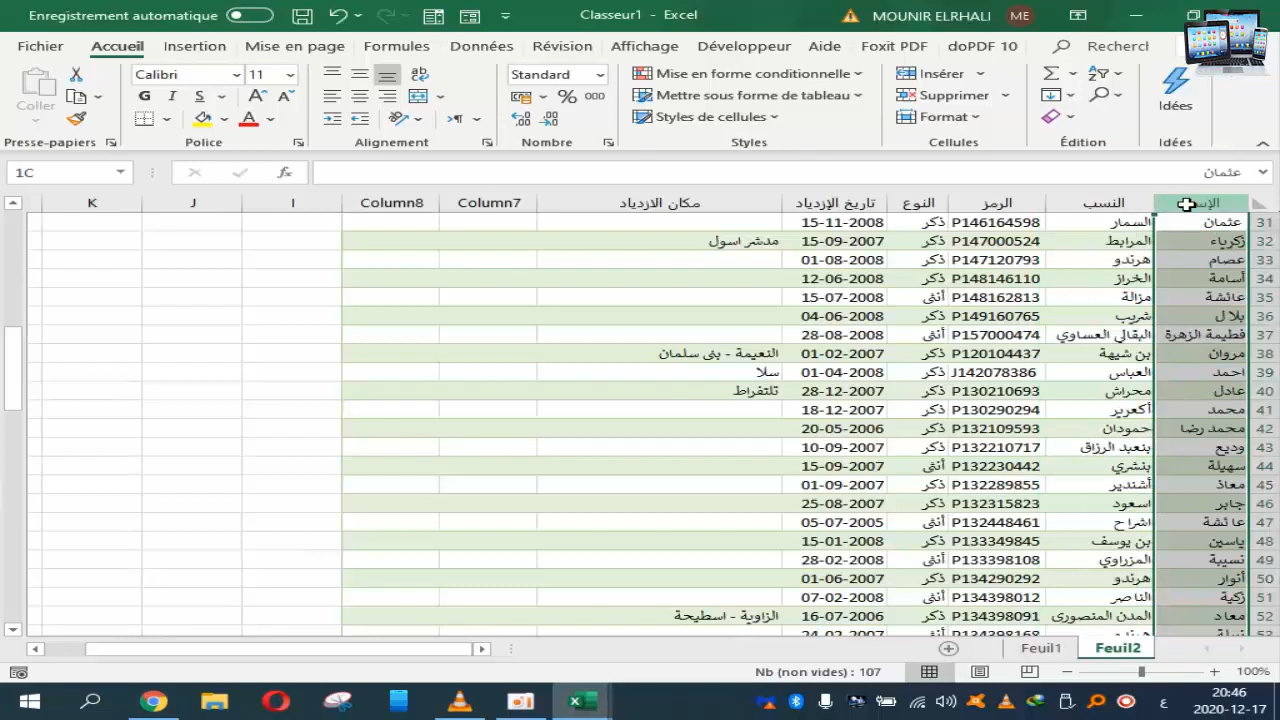 Enregistrement automatique
Classeur1 - Excel
MOUNIR ELRHALI ME
Fichier Accueil Insertion Mise en page Formules Données Révision Affichage Développeur Aide Foxit PDF doPDF 10 Recherch
Coller Calibri 11 Standard Mise en forme conditionnelle Insérer Idées
G I S Mettre sous forme de tableau Supprimer
Styles de cellules Format
Presse-papiers Police Alignement Nombre Styles Cellules Édition Idées
1C fx عثمان
النسب الرمز النوع تاريخ الإزدياد مكان الازدياد Column7 Column8 I J K
31 عثمان السمار P146164598 ذكر 15-11-2008
32 زكرياء المرابط P147000524 ذكر 15-09-2007 مدشر اسول
33 عصام هرندو P147120793 ذكر 01-08-2008
34 أسامة الخراز P148146110 ذكر 12-06-2008
35 عائشة مزالة P148162813 أنثى 15-07-2008
36 بلا ل شريب P149160765 ذكر 04-06-2008
37 فطيمة الزهرة البقالي العساوي P157000474 أنثى 28-08-2008
38 مروان بن شيهة P120104437 ذكر 01-02-2007 النعيمة - بنى سلمان
39 احمد العباس J142078386 ذكر 01-04-2008 سلا
40 عادل محراش P130210693 ذكر 28-12-2007 تلتفراط
41 محمد أكعرير P130290294 ذكر 18-12-2007
42 محمد رضا حمودان P132109593 ذكر 20-05-2006
43 وديع بنعبد الرزاق P132210717 ذكر 10-09-2007
44 سهيلة بنشري P132230442 أنثى 15-09-2007
45 معاذ أشندير P132289855 ذكر 01-09-2007
46 جابر اسعود P132315823 ذكر 25-08-2007
47 عا ئشة اشراح P132448461 أنثى 05-07-2005
48 ياسين بن يوسف P133349845 ذكر 15-01-2008
49 نسيبة المزراوي P133398108 أنثى 28-02-2008
50 أنوار هرندو P134290292 ذكر 01-06-2007
51 زكية الناصر P134398012 أنثى 07-02-2008
52 معا د المدن المنصورى P134398091 ذكر 16-07-2006 الزاوية - اسطيحة
Feuil1 Feuil2
Nb (non vides) : 107 100%
ع 20:46
2020-12-17